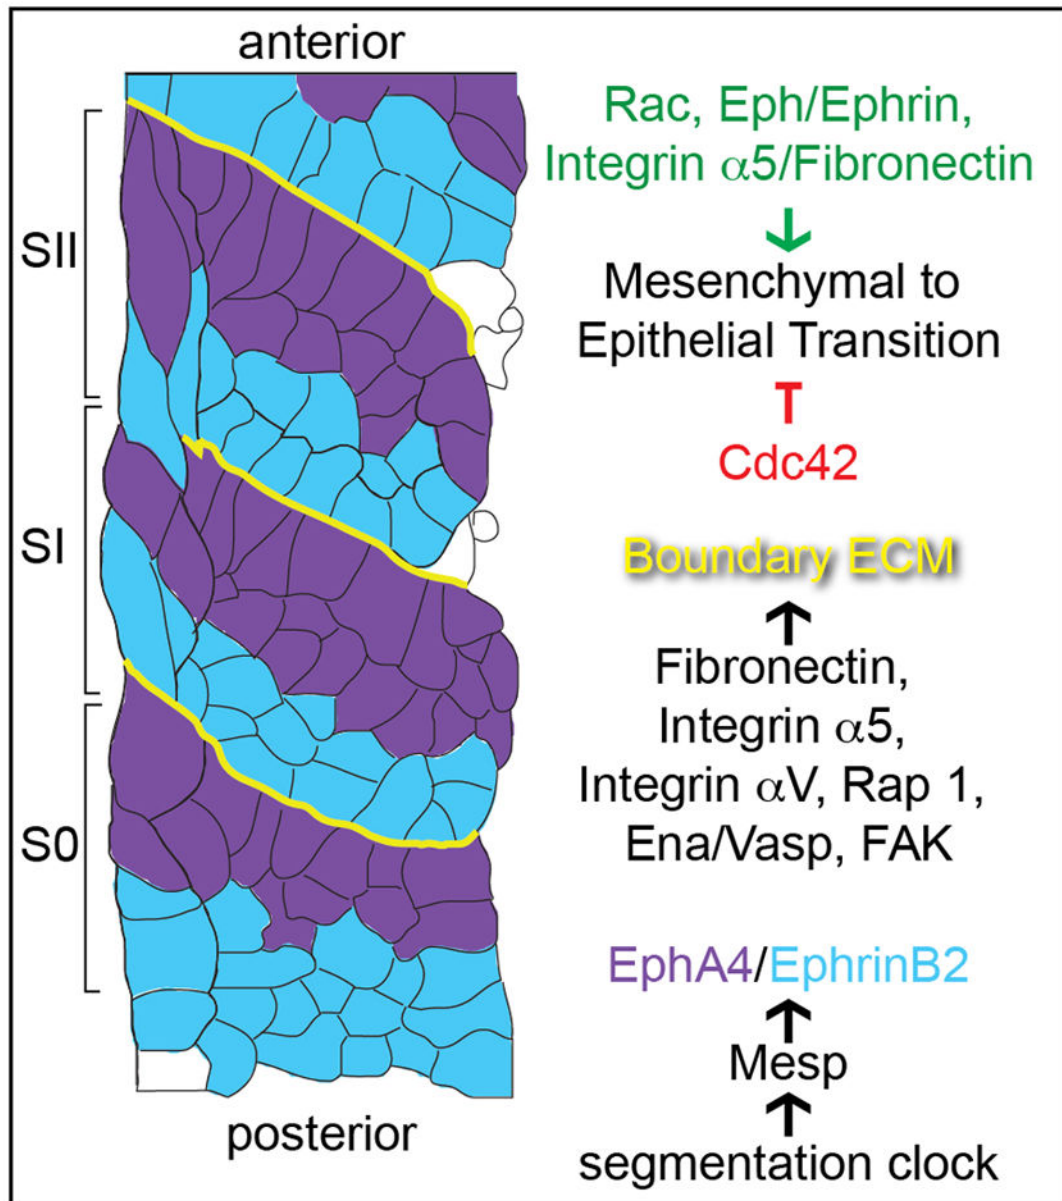 anterior
SII
SI
S0
posterior
Rac, Eph/Ephrin,
Integrin α5/Fibronectin
Mesenchymal to
Epithelial Transition
Cdc42
Boundary ECM
Fibronectin,
Integrin α5,
Integrin αV, Rap 1,
Ena/Vasp, FAK
EphA4/EphrinB2
Mesp
segmentation clock